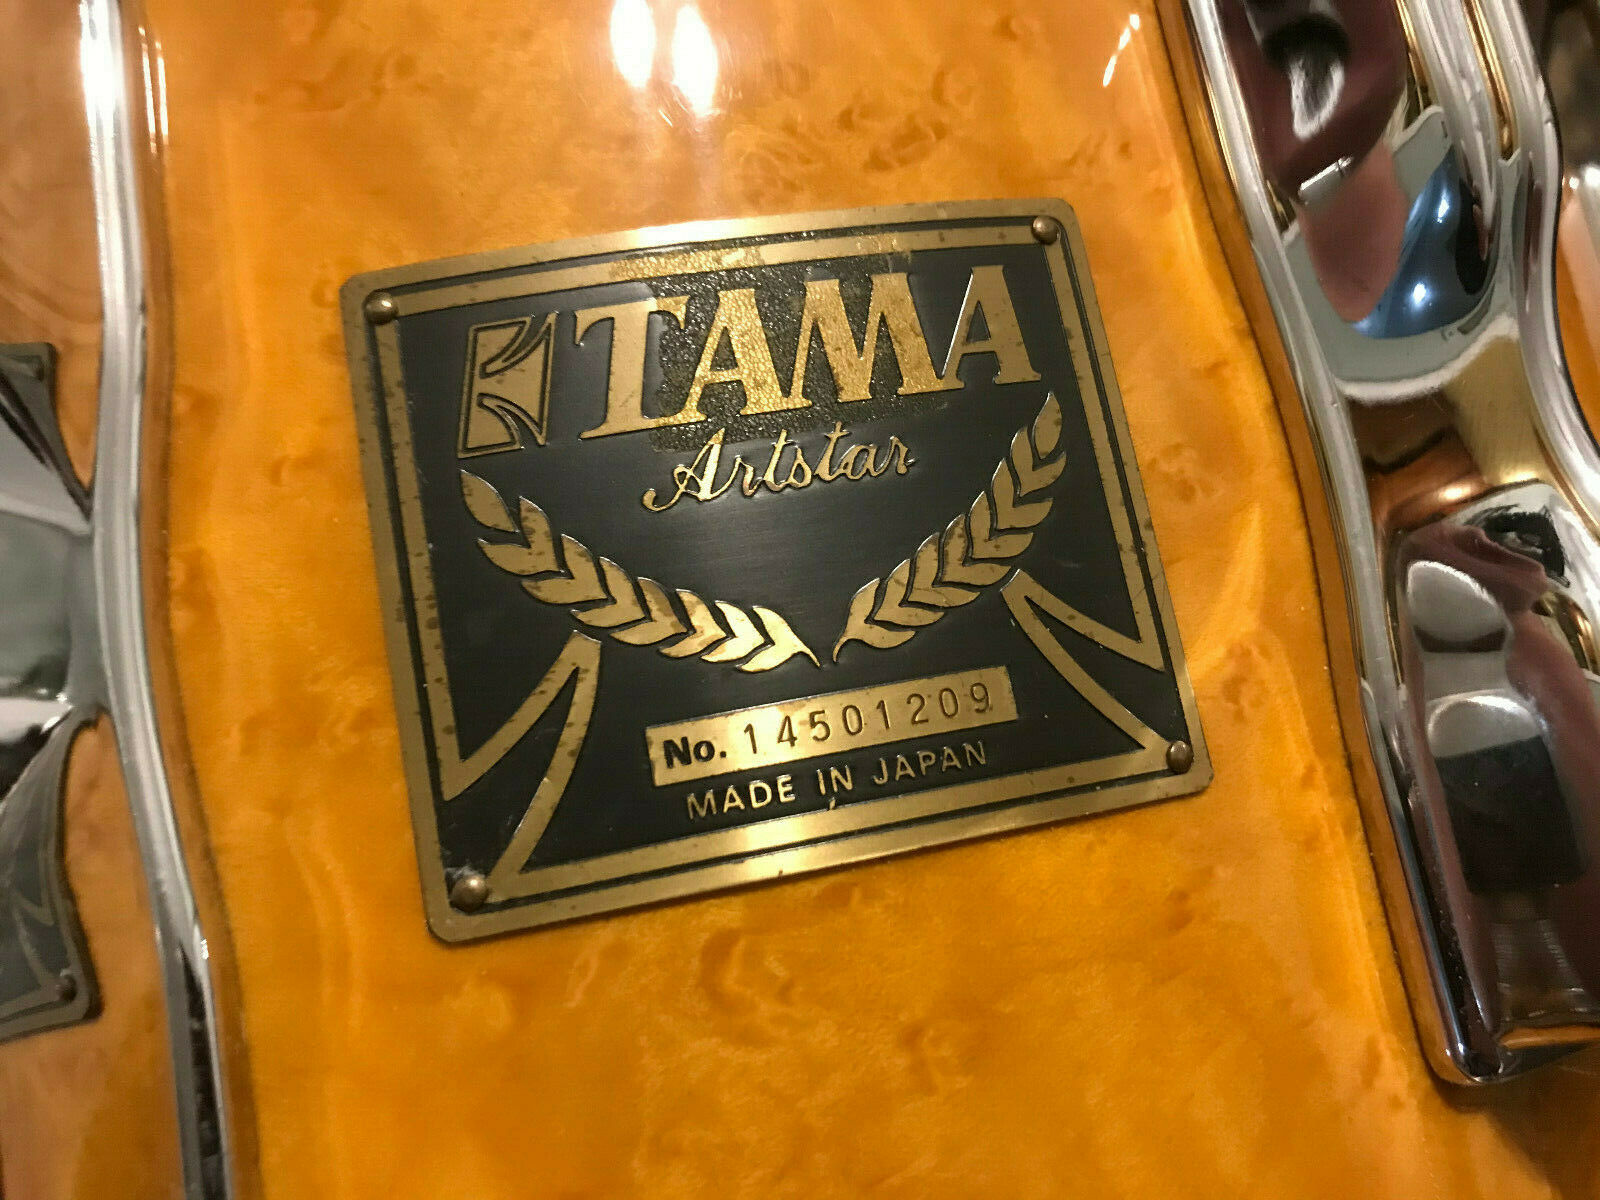 TAMA
Artstar
No. 14501209
MADE IN JAPAN